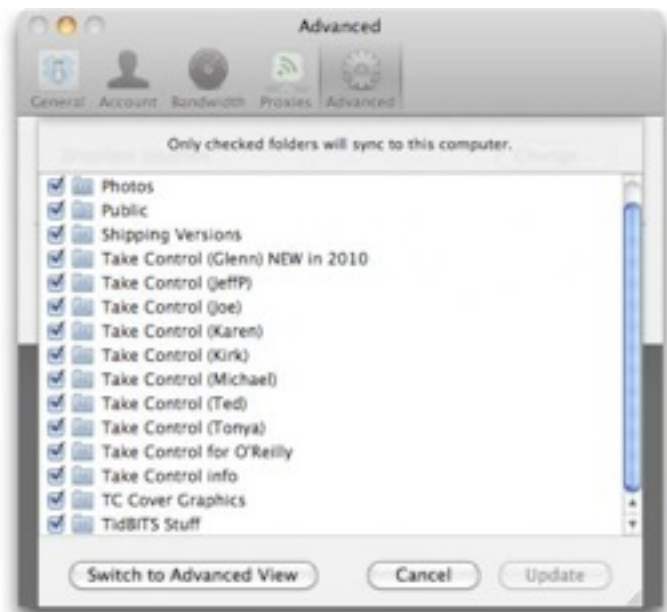 Advanced
General Account Bandwidth Proxies Advanced
Only checked folders will sync to this computer.
Photos
Public
Shipping Versions
Take Control (Glenn) NEW in 2010
Take Control (JeffP)
Take Control (Joe)
Take Control (Karen)
Take Control (Kirk)
Take Control (Michael)
Take Control (Ted)
Take Control (Tonya)
Take Control for O'Reilly
Take Control info
TC Cover Graphics
TidBITS Stuff
Switch to Advanced View Cancel Update